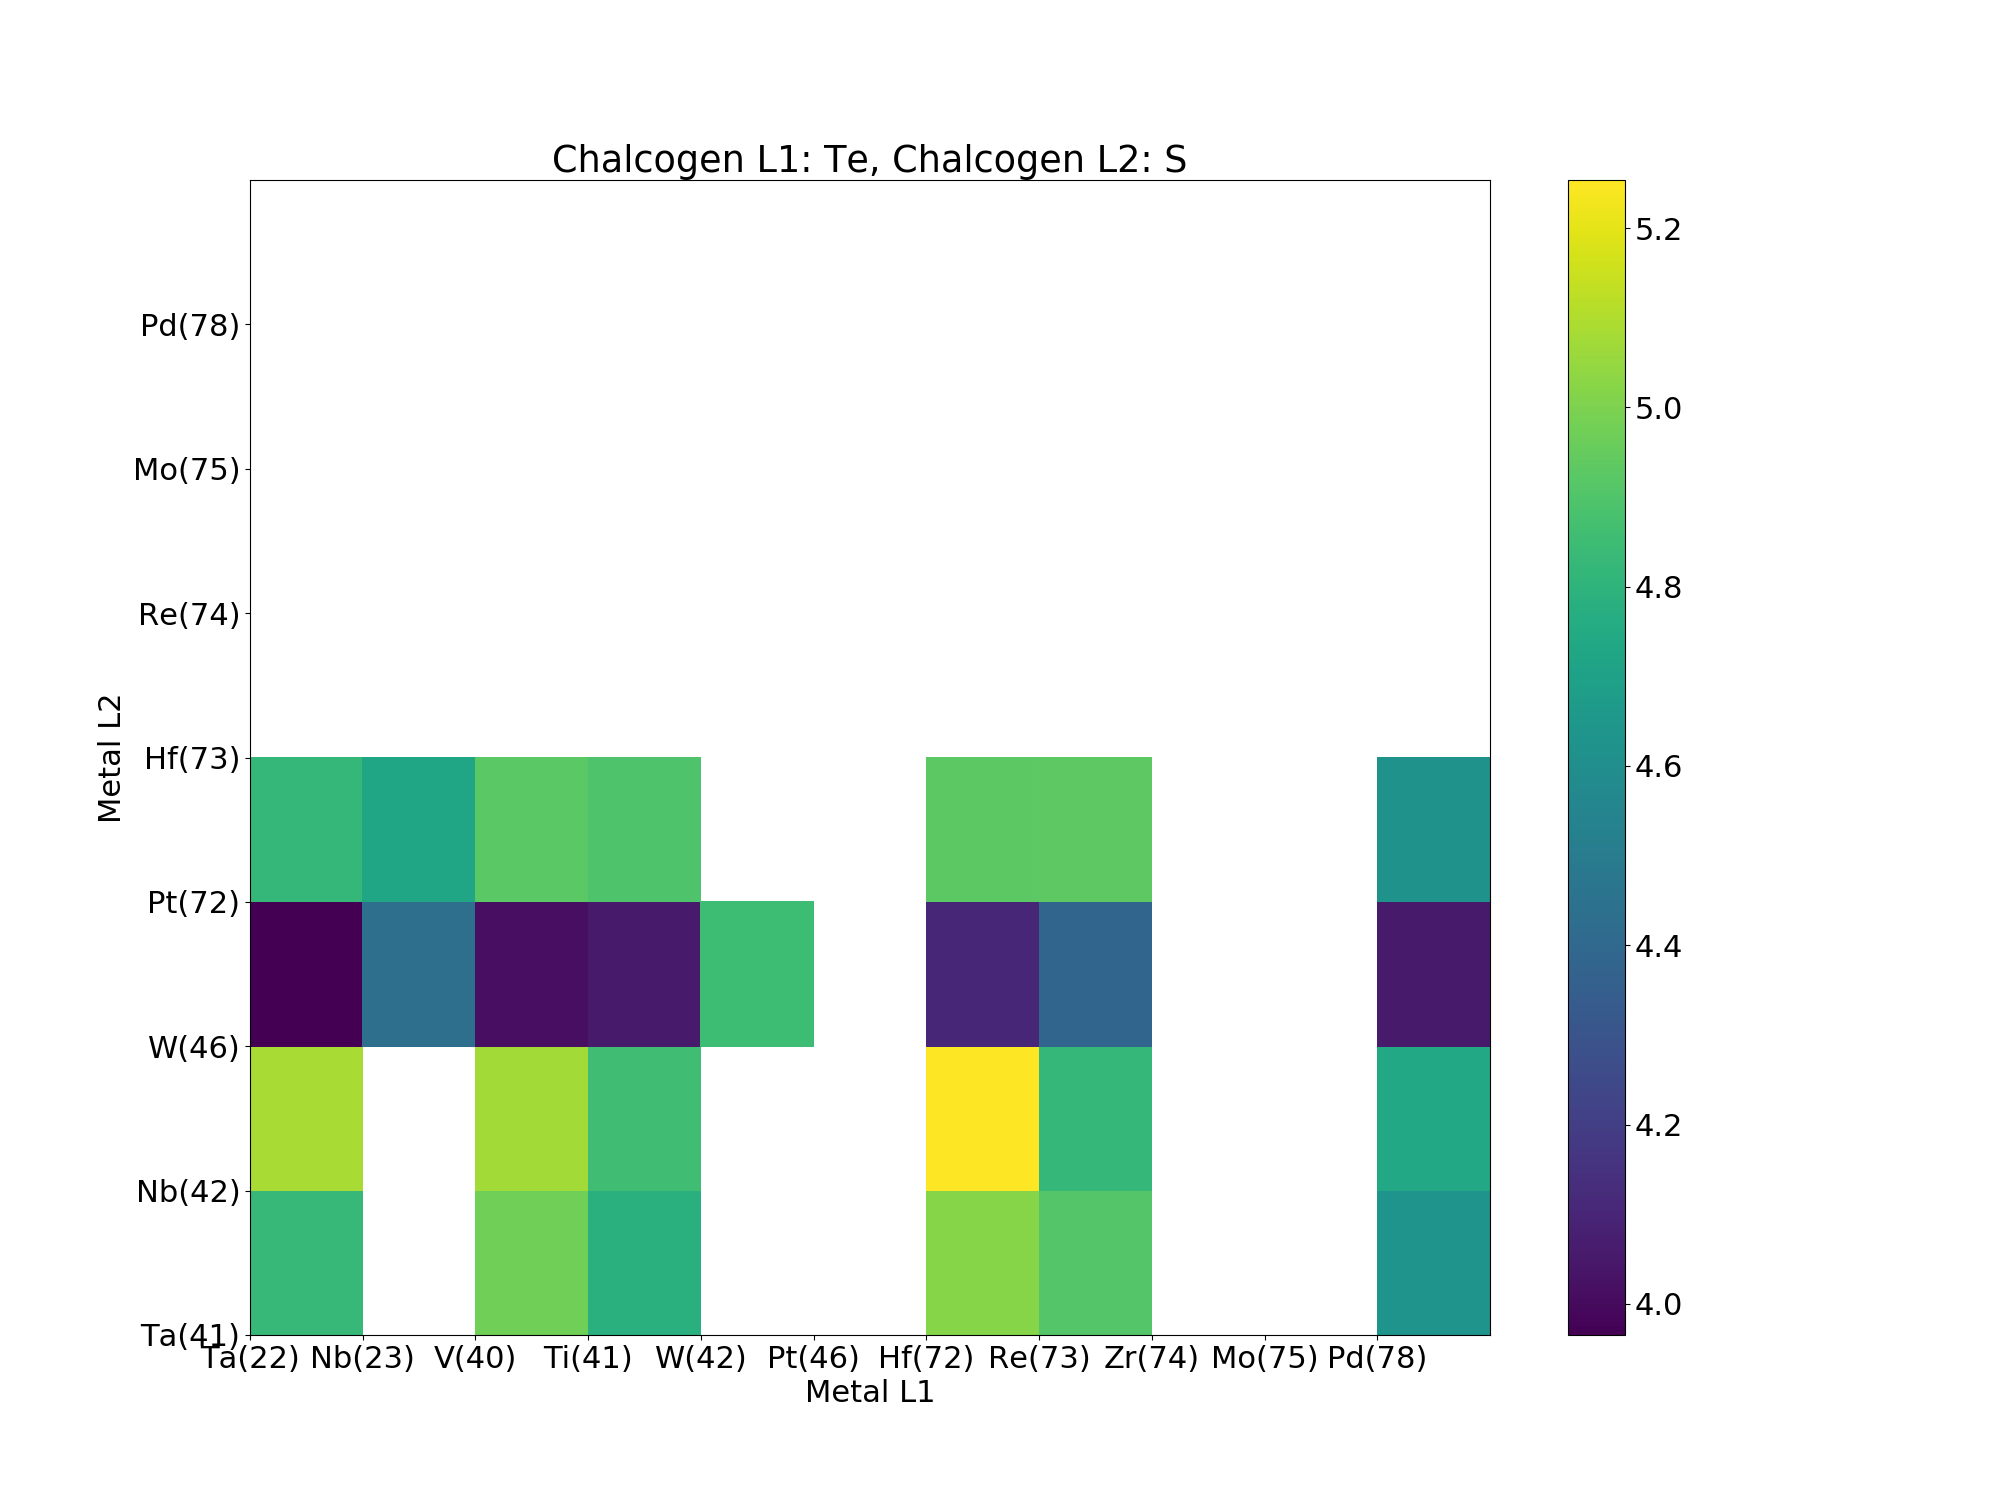 Chalcogen L1: Te, Chalcogen L2: S
Pd(78)
Mo(75)
Re(74)
Hf(73)
Pt(72)
W(46)
Nb(42)
Ta(41)
Metal L2
Ta(22) Nb(23) V(40) Ti(41) W(42) Pt(46) Hf(72) Re(73) Zr(74) Mo(75) Pd(78)
Metal L1
5.2
5.0
4.8
4.6
4.4
4.2
4.0